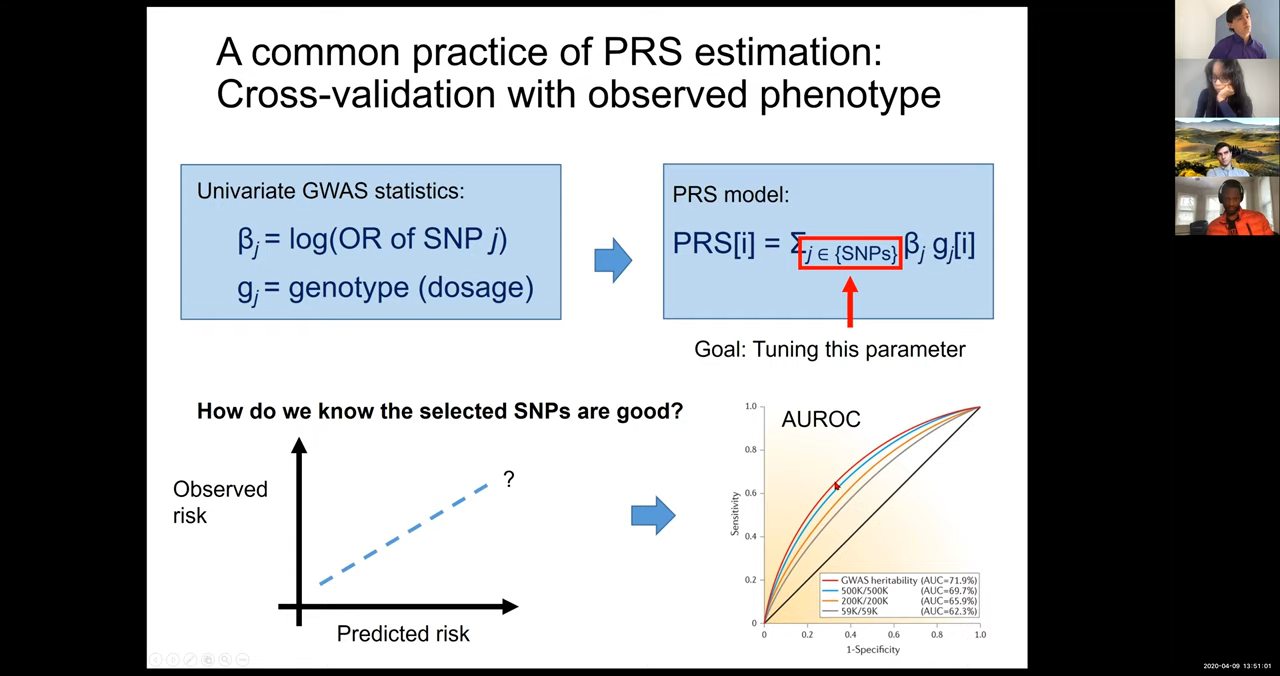 A common practice of PRS estimation:
Cross-validation with observed phenotype
Univariate GWAS statistics:
βj = log(OR of SNP j)
gj = genotype (dosage)
PRS model:
PRS[i] = Σj ∈ {SNPs} βj gj[i]
Goal: Tuning this parameter
How do we know the selected SNPs are good?
Observed
risk
?
Predicted risk
AUROC
1.0
0.8
0.6
0.4
0.2
0
Sensitivity
GWAS heritability (AUC=71.9%)
500K/500K (AUC=69.7%)
200K/200K (AUC=65.9%)
59K/59K (AUC=62.3%)
0 0.2 0.4 0.6 0.8 1.0
1-Specificity
2020-04-09 13:51:01